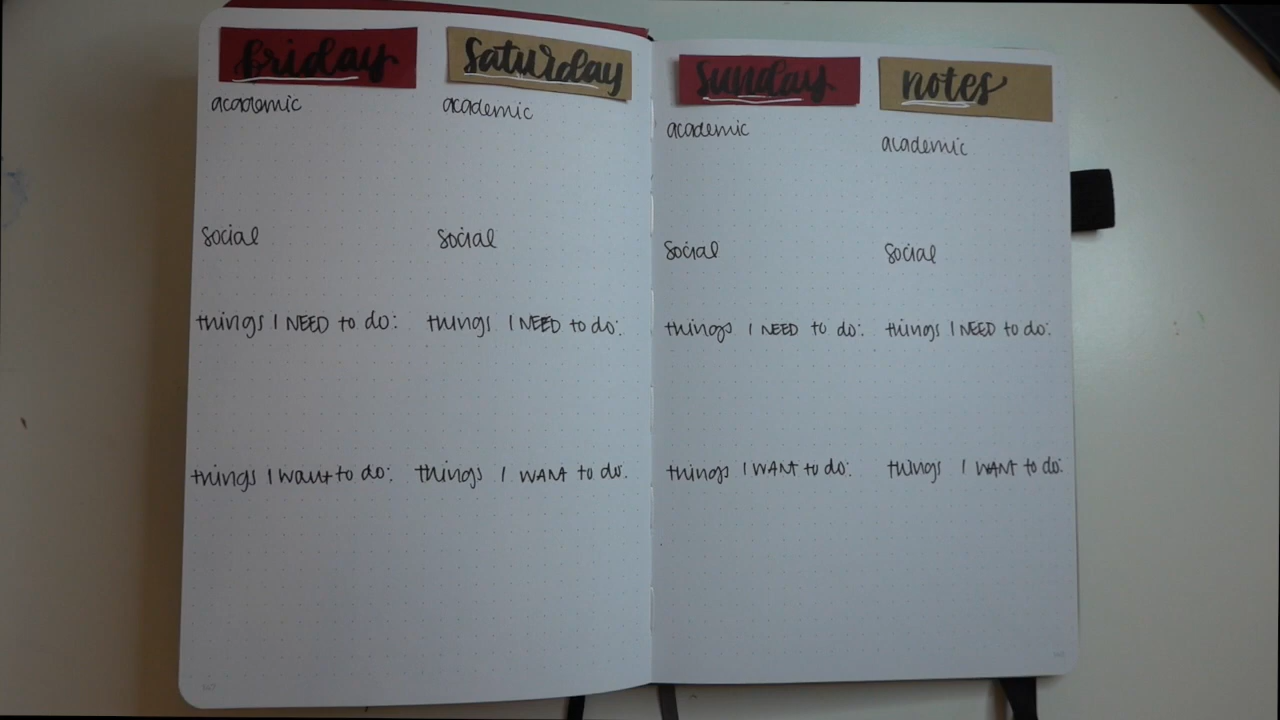 friday
academic
social
things I NEED to do:
things I want to do:
saturday
academic
social
things I NEED to do:
things I WANT to do:
sunday
academic
social
things I NEED to do:
things I WANT to do:
notes
academic
social
things I NEED to do:
things I WANT to do: